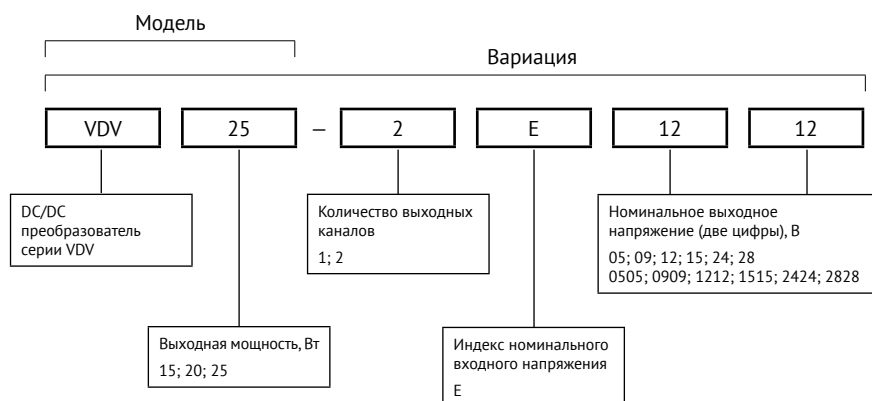 Модель
Вариация
VDV 25 – 2 E 12 12
DC/DC
преобразователь
серии VDV
Количество выходных
каналов
1; 2
Номинальное выходное
напряжение (две цифры), В
05; 09; 12; 15; 24; 28
0505; 0909; 1212; 1515; 2424; 2828
Выходная мощность, Вт
15; 20; 25
Индекс номинального
входного напряжения
E